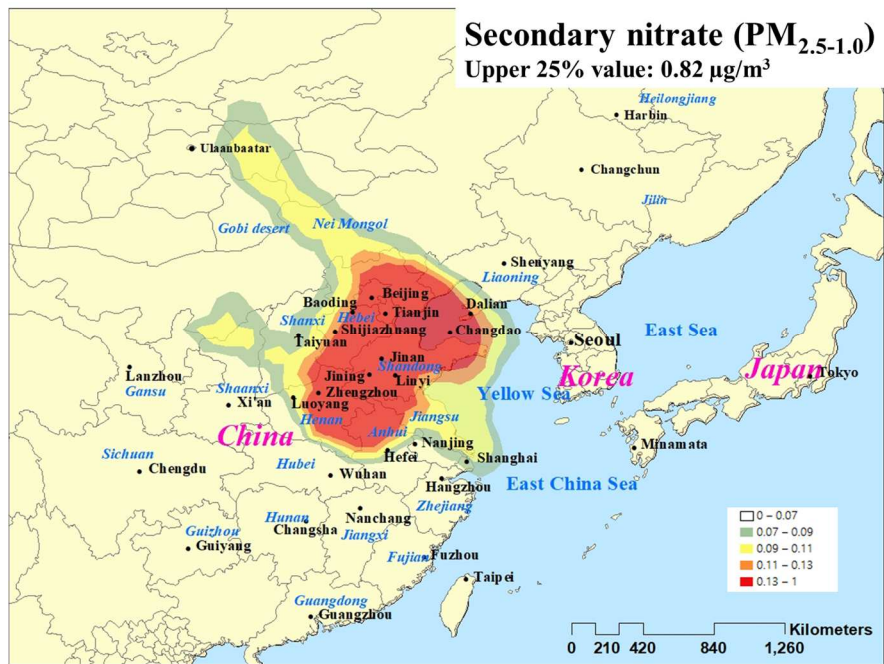 Secondary nitrate (PM2.5-1.0)
Upper 25% value: 0.82 µg/m³
Heilongjiang
Harbin
Ulaanbaatar
Changchun
Jilin
Gobi desert
Nei Mongol
Shenyang
Liaoning
Beijing
Baoding
Dalian
Hebei
Tianjin
Shanxi
Shijiazhuang
Changdao
East Sea
Taiyuan
Seoul
Jinan
Shandong
Lanzhou
Jining
Linyi
Korea
Japan
Tokyo
Gansu
Shaanxi
Zhengzhou
Yellow Sea
Xi'an
Luoyang
Henan
Jiangsu
China
Anhui
Nanjing
Minamata
Sichuan
Hefei
Shanghai
Chengdu
Hubei
Wuhan
Hangzhou
East China Sea
Zhejiang
Hunan
Nanchang
Changsha
Guizhou
Jiangxi
Guiyang
Fujian
Fuzhou
Taipei
Guangdong
Guangzhou
0 – 0.07
0.07 – 0.09
0.09 – 0.11
0.11 – 0.13
0.13 – 1
Kilometers
0 210 420 840 1,260